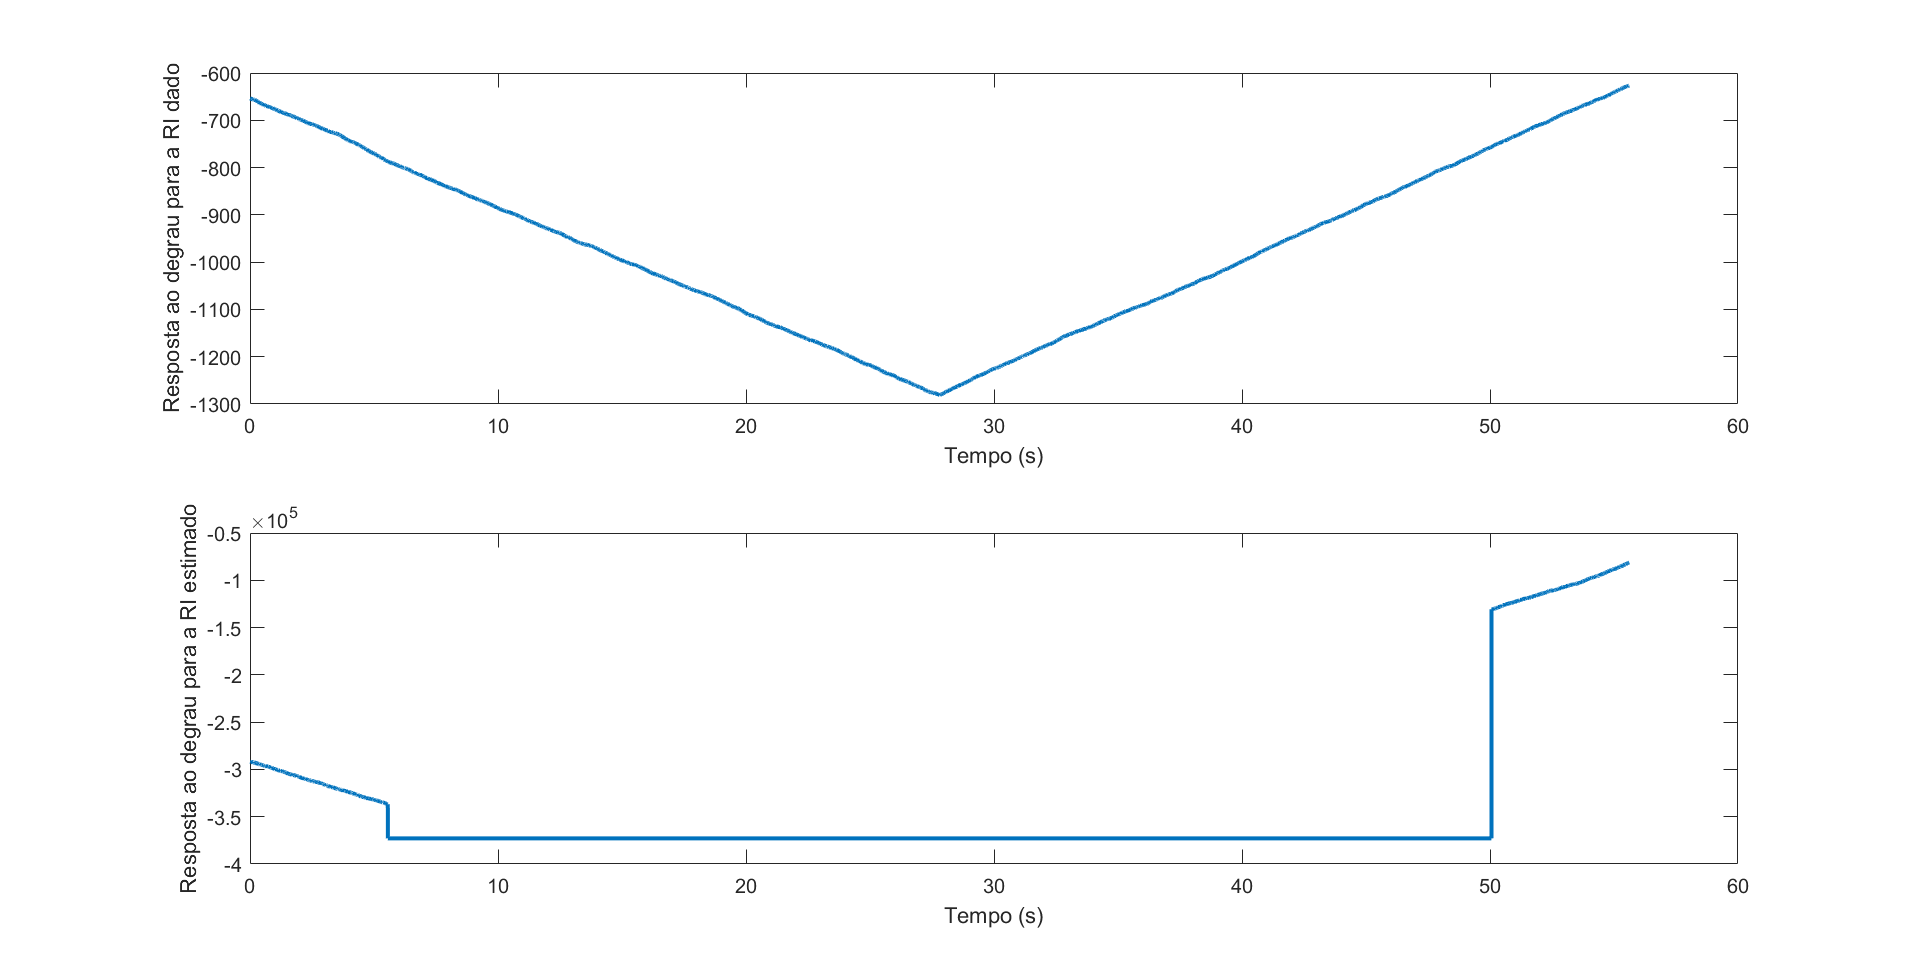 Resposta ao degrau para a RI dado
-600
-700
-800
-900
-1000
-1100
-1200
-1300
0 10 20 30 40 50 60
Tempo (s)
Resposta ao degrau para a RI estimado
×10^5
-0.5
-1
-1.5
-2
-2.5
-3
-3.5
-4
0 10 20 30 40 50 60
Tempo (s)